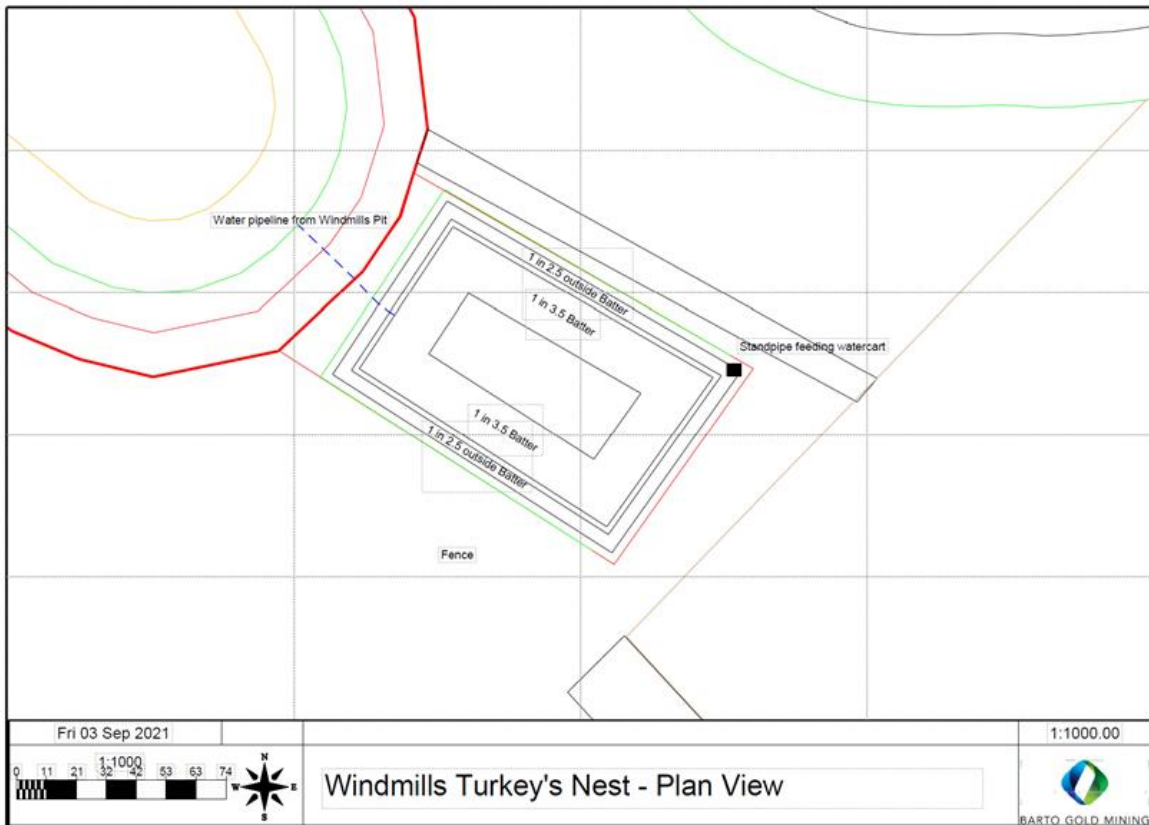 Water pipeline from Windmills Pit
1 in 2.5 outside Batter
1 in 3.5 Batter
Standpipe feeding watercart
1 in 3.5 Batter
1 in 2.5 outside Batter
Fence
Fri 03 Sep 2021
1:1000.00
1:1000
0 11 21 32 42 53 63 74
N
W E
S
Windmills Turkey's Nest - Plan View
BARTO GOLD MINING